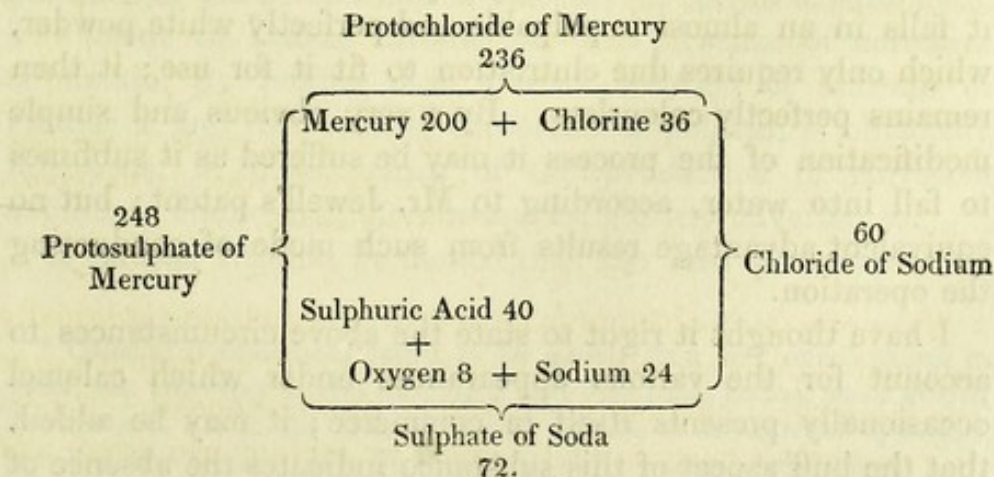 Protochloride of Mercury
236
Mercury 200 + Chlorine 36
248
Protosulphate of
Mercury
60
Chloride of Sodium
Sulphuric Acid 40
+
Oxygen 8 + Sodium 24
Sulphate of Soda
72.